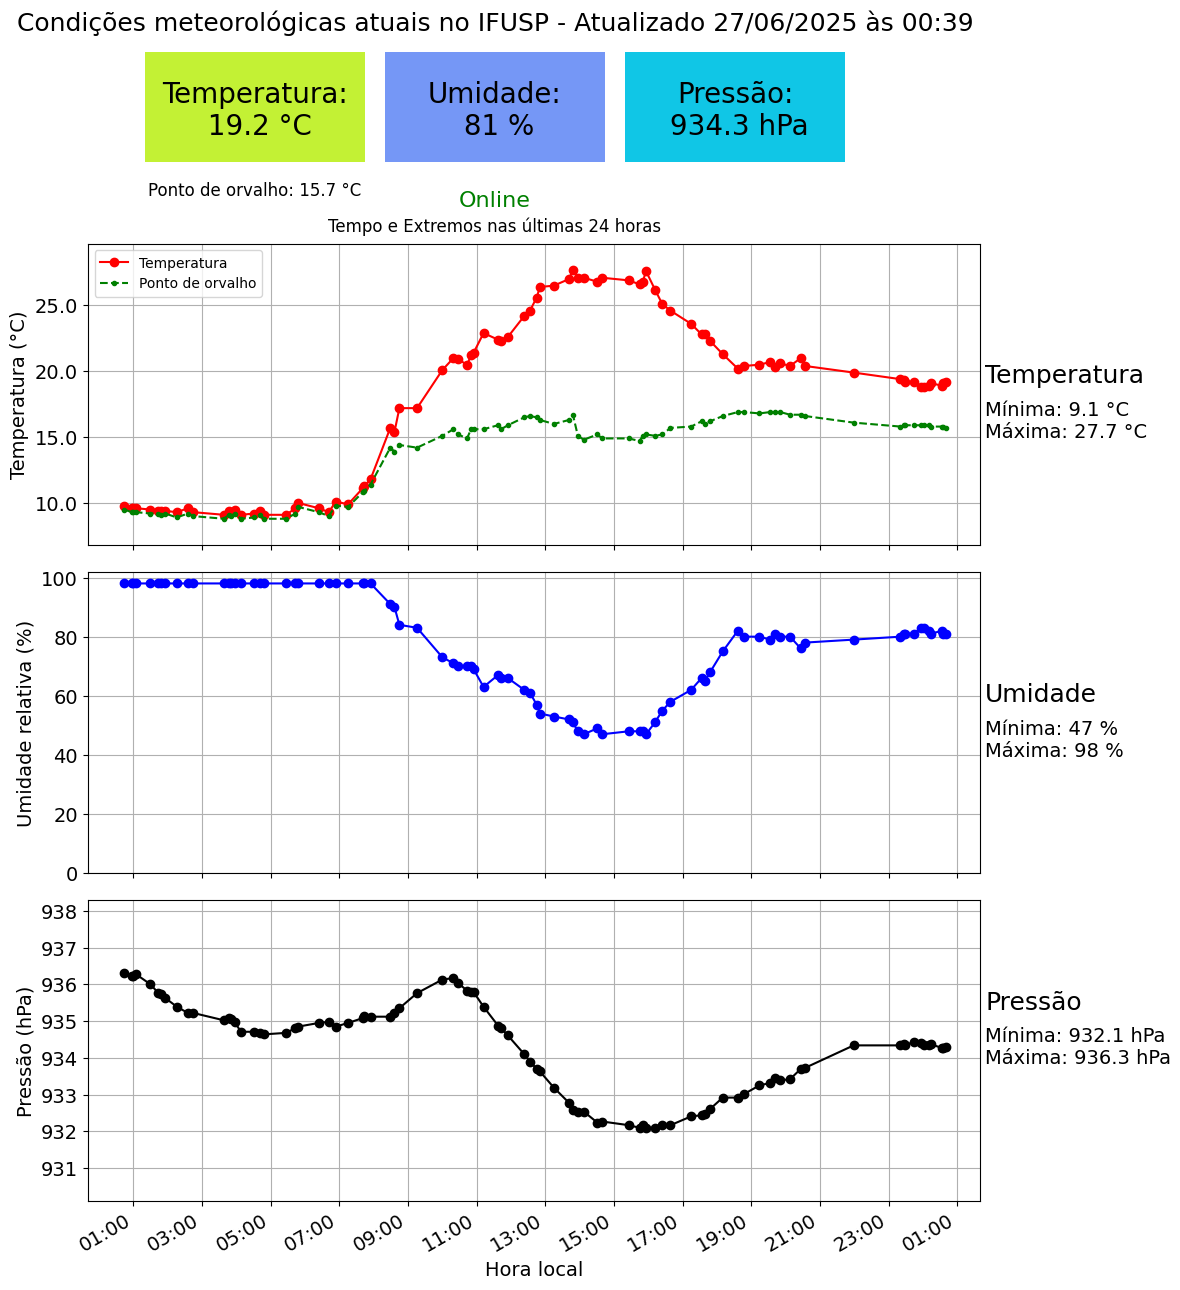 Condições meteorológicas atuais no IFUSP - Atualizado 27/06/2025 às 00:39
Temperatura:
19.2 °C
Umidade:
81 %
Pressão:
934.3 hPa
Ponto de orvalho: 15.7 °C
Online
Tempo e Extremos nas últimas 24 horas
Temperatura
Ponto de orvalho
Temperatura (°C)
25.0
20.0
15.0
10.0
Temperatura
Mínima: 9.1 °C
Máxima: 27.7 °C
Umidade relativa (%)
100
80
60
40
20
0
Umidade
Mínima: 47 %
Máxima: 98 %
Pressão (hPa)
938
937
936
935
934
933
932
931
Pressão
Mínima: 932.1 hPa
Máxima: 936.3 hPa
01:00
03:00
05:00
07:00
09:00
11:00
13:00
15:00
17:00
19:00
21:00
23:00
01:00
Hora local